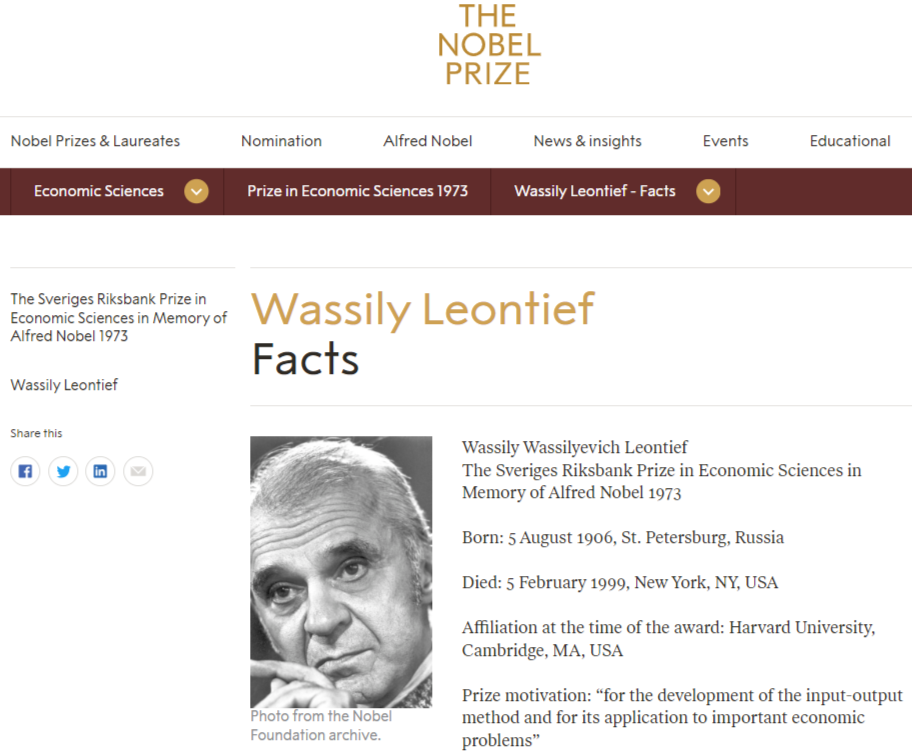 THE
NOBEL
PRIZE
Nobel Prizes & Laureates Nomination Alfred Nobel News & insights Events Educational
Economic Sciences Prize in Economic Sciences 1973 Wassily Leontief - Facts
The Sveriges Riksbank Prize in
Economic Sciences in Memory of
Alfred Nobel 1973
Wassily Leontief
Share this
Wassily Leontief
Facts
Photo from the Nobel
Foundation archive.
Wassily Wassilyevich Leontief
The Sveriges Riksbank Prize in Economic Sciences in
Memory of Alfred Nobel 1973
Born: 5 August 1906, St. Petersburg, Russia
Died: 5 February 1999, New York, NY, USA
Affiliation at the time of the award: Harvard University,
Cambridge, MA, USA
Prize motivation: “for the development of the input-output
method and for its application to important economic
problems”